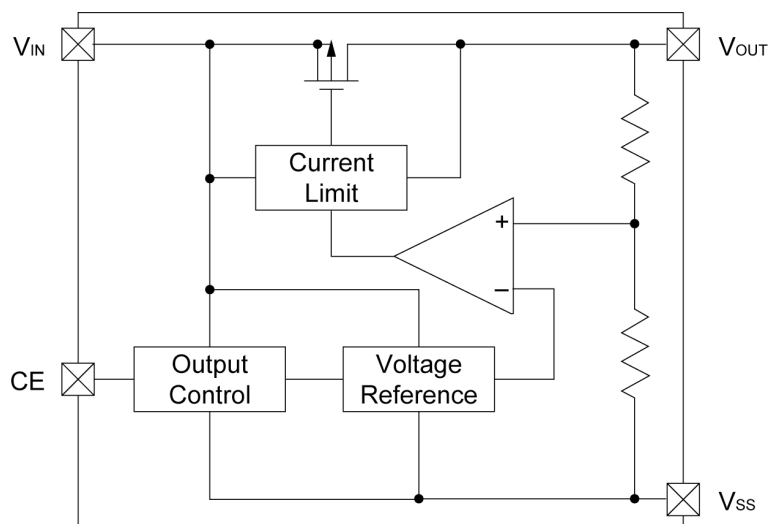 VIN
VOUT
Current
Limit
+
−
CE
Output
Control
Voltage
Reference
VSS